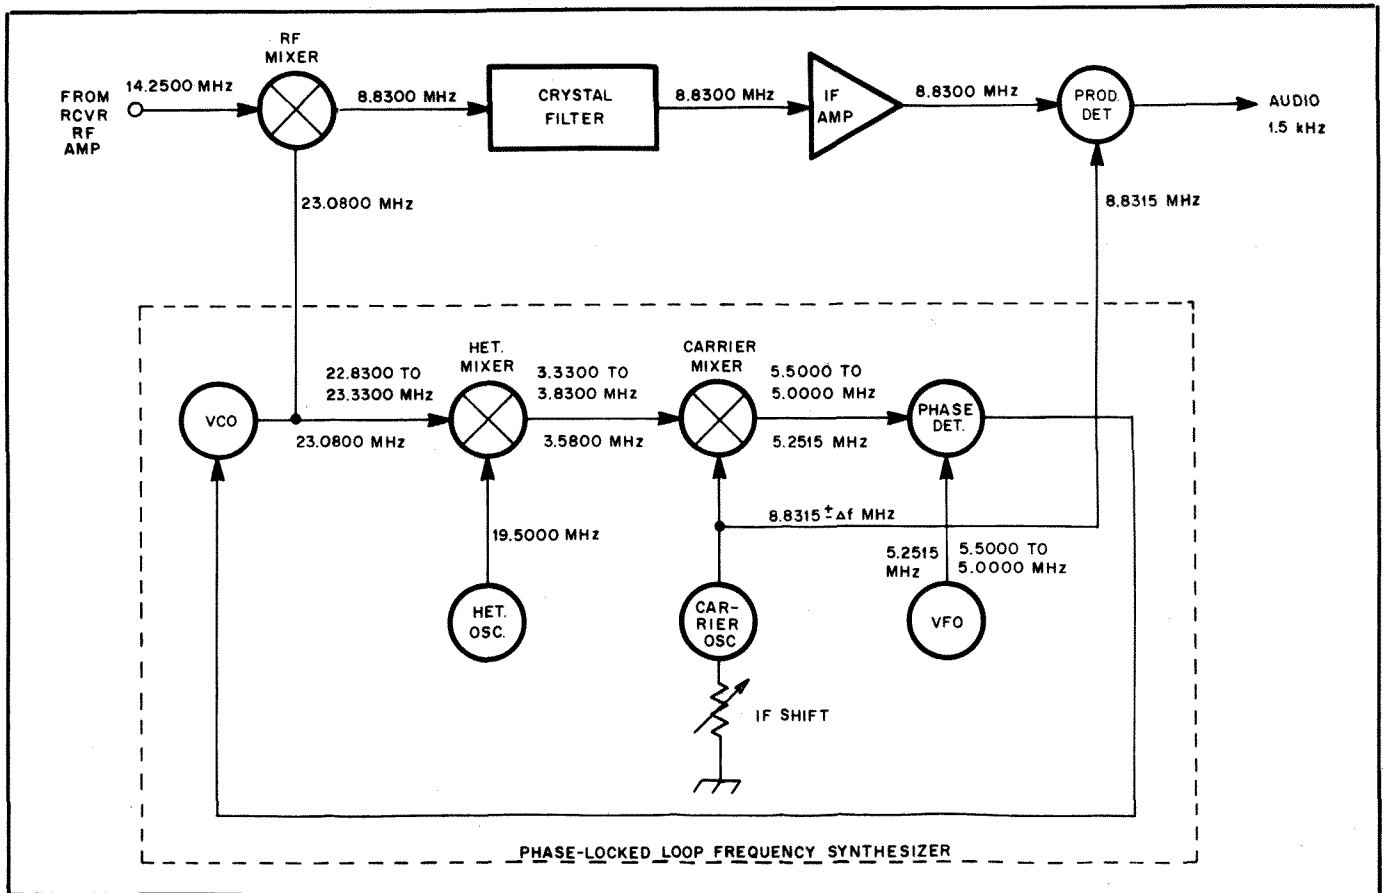 RF
MIXER
FROM
RCVR
RF
AMP
14.2500 MHz
8.8300 MHz
CRYSTAL
FILTER
8.8300 MHz
IF
AMP
8.8300 MHz
PROD.
DET
AUDIO
1.5 kHz
23.0800 MHz
8.8315 MHz
VCO
22.8300 TO
23.3300 MHz
23.0800 MHz
HET.
MIXER
3.3300 TO
3.8300 MHz
3.5800 MHz
CARRIER
MIXER
5.5000 TO
5.0000 MHz
5.2515 MHz
PHASE
DET.
19.5000 MHz
8.8315 ± Δf MHz
5.2515
MHz
5.5000 TO
5.0000 MHz
HET.
OSC.
CAR-
RIER
OSC
VFO
IF SHIFT
PHASE-LOCKED LOOP FREQUENCY SYNTHESIZER